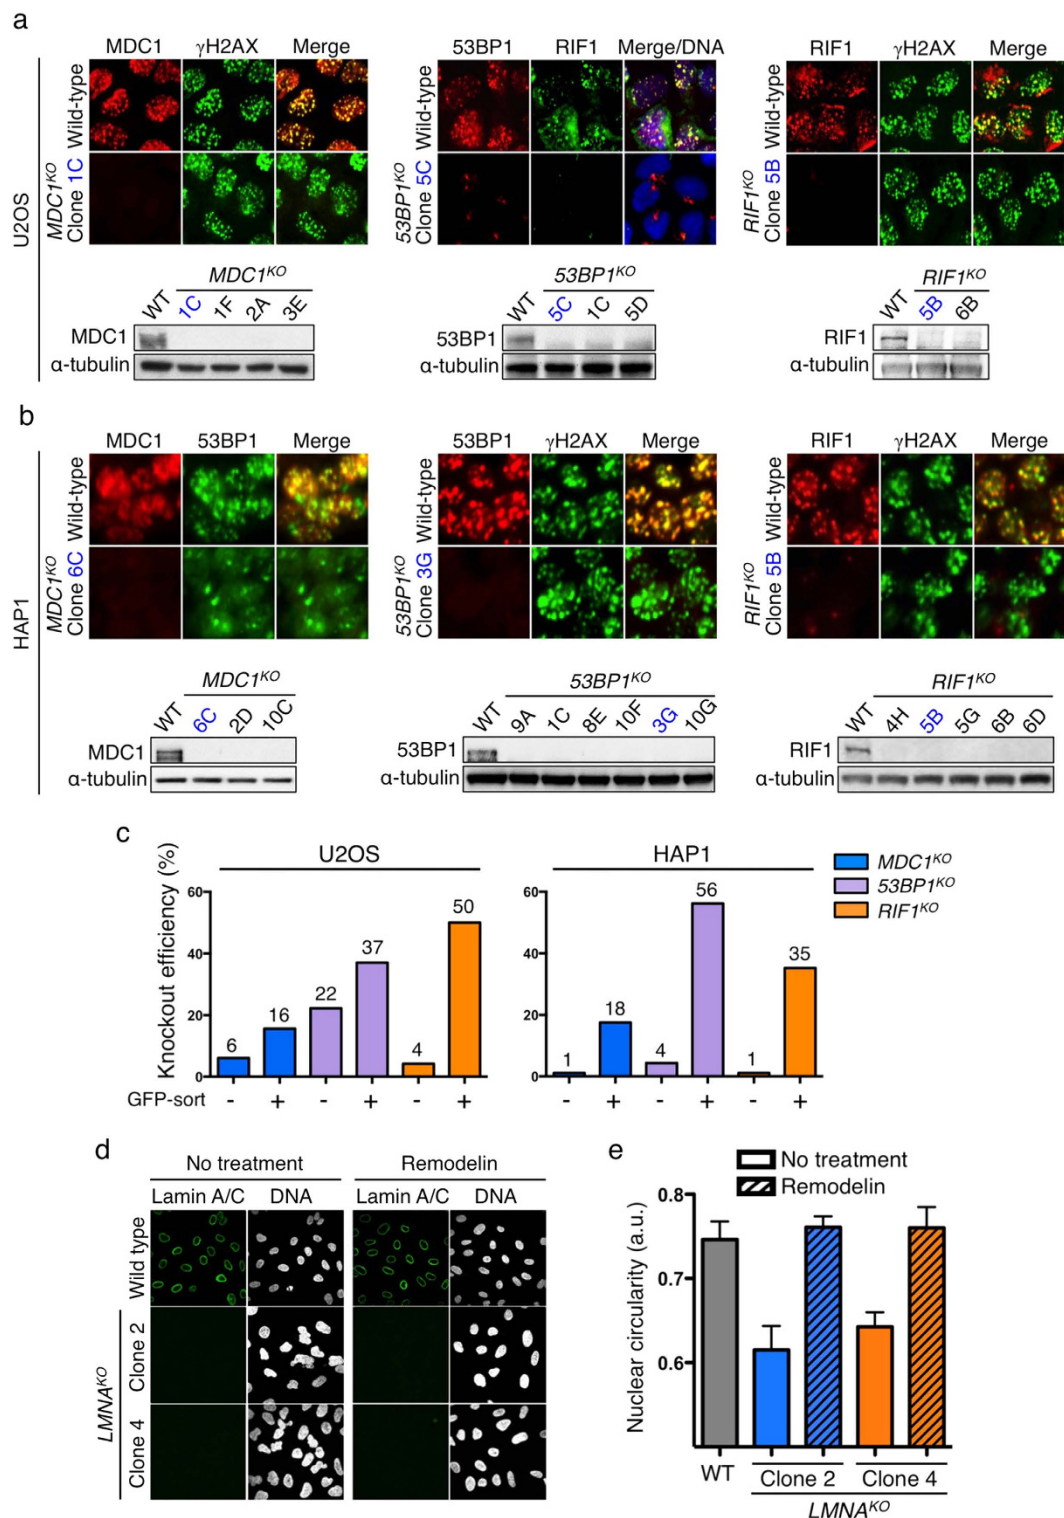 a
U2OS
MDC1 γH2AX Merge
Wild-type
MDC1KO
Clone 1C
53BP1 RIF1 Merge/DNA
Wild-type
53BP1KO
Clone 5C
RIF1 γH2AX Merge
Wild-type
RIF1KO
Clone 5B
MDC1KO
WT 1C 1F 2A 3E
MDC1
α-tubulin
53BP1KO
WT 5C 1C 5D
53BP1
α-tubulin
RIF1KO
WT 5B 6B
RIF1
α-tubulin
b
HAP1
MDC1 53BP1 Merge
Wild-type
MDC1KO
Clone 6C
53BP1 γH2AX Merge
Wild-type
53BP1KO
Clone 3G
RIF1 γH2AX Merge
Wild-type
RIF1KO
Clone 5B
MDC1KO
WT 6C 2D 10C
MDC1
α-tubulin
53BP1KO
WT 9A 1C 8E 10F 3G 10G
53BP1
α-tubulin
RIF1KO
WT 4H 5B 5G 6B 6D
RIF1
α-tubulin
c
Knockout efficiency (%)
U2OS
60
40
20
0
6 16 22 37 4 50
GFP-sort - + - + - +
HAP1
60
40
20
0
1 18 4 56 1 35
- + - + - +
MDC1KO
53BP1KO
RIF1KO
d
No treatment Remodelin
Lamin A/C DNA Lamin A/C DNA
Wild type
LMNAKO
Clone 2
Clone 4
e
No treatment
Remodelin
Nuclear circularity (a.u.)
0.8
0.7
0.6
WT Clone 2 Clone 4
LMNAKO